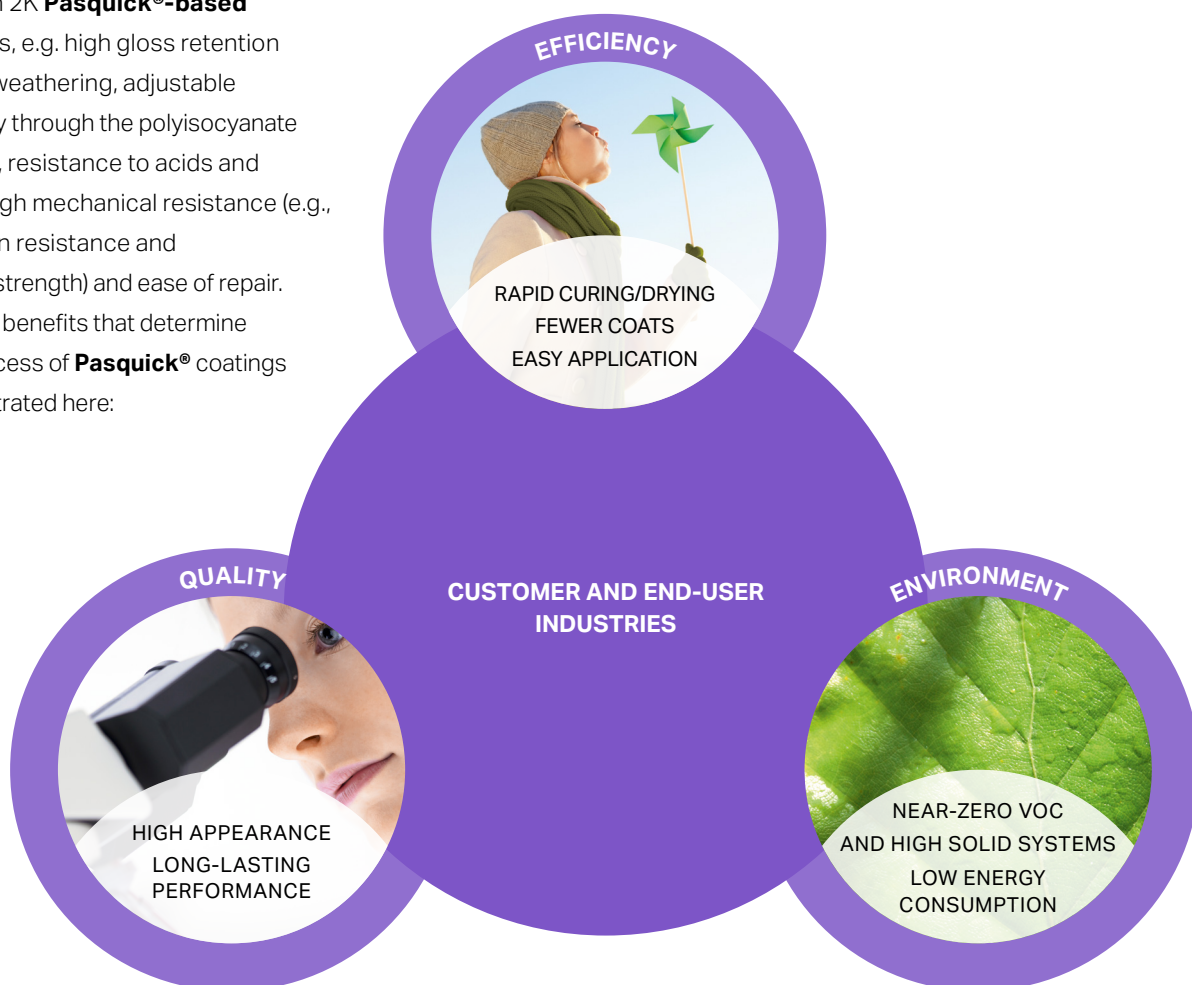 2K Pasquick®-based
s, e.g. high gloss retention
weathering, adjustable
y through the polyisocyanate
, resistance to acids and
gh mechanical resistance (e.g.,
n resistance and
strength) and ease of repair.
benefits that determine
cess of Pasquick® coatings
trated here:
EFFICIENCY
RAPID CURING/DRYING
FEWER COATS
EASY APPLICATION
CUSTOMER AND END-USER
INDUSTRIES
QUALITY
HIGH APPEARANCE
LONG-LASTING
PERFORMANCE
ENVIRONMENT
NEAR-ZERO VOC
AND HIGH SOLID SYSTEMS
LOW ENERGY
CONSUMPTION